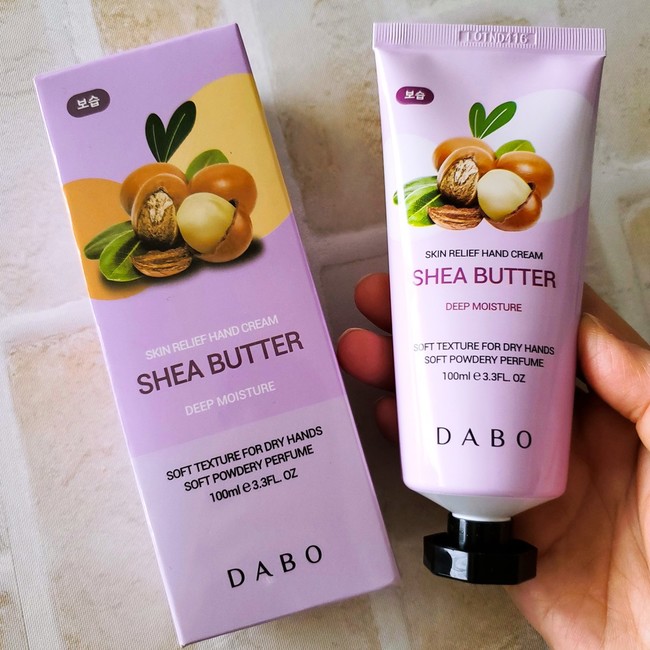 보습
SKIN RELIEF HAND CREAM
SHEA BUTTER
DEEP MOISTURE
SOFT TEXTURE FOR DRY HANDS
SOFT POWDERY PERFUME
100ml ℮ 3.3FL. OZ
DABO
LOTNO416
보습
SKIN RELIEF HAND CREAM
SHEA BUTTER
DEEP MOISTURE
SOFT TEXTURE FOR DRY HANDS
SOFT POWDERY PERFUME
100ml ℮ 3.3FL. OZ
DABO